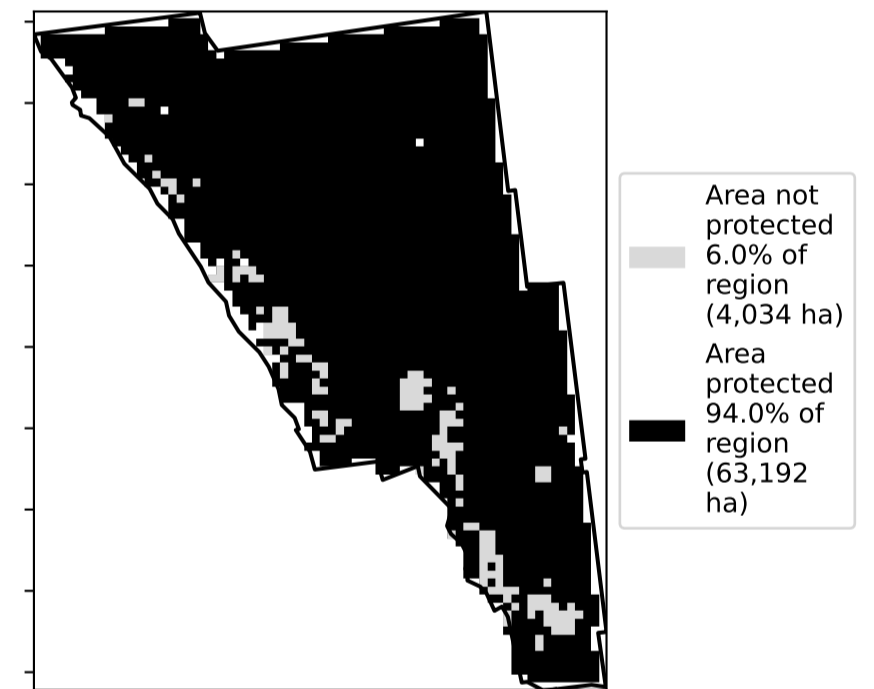 Area not
protected
6.0% of
region
(4,034 ha)
Area
protected
94.0% of
region
(63,192
ha)